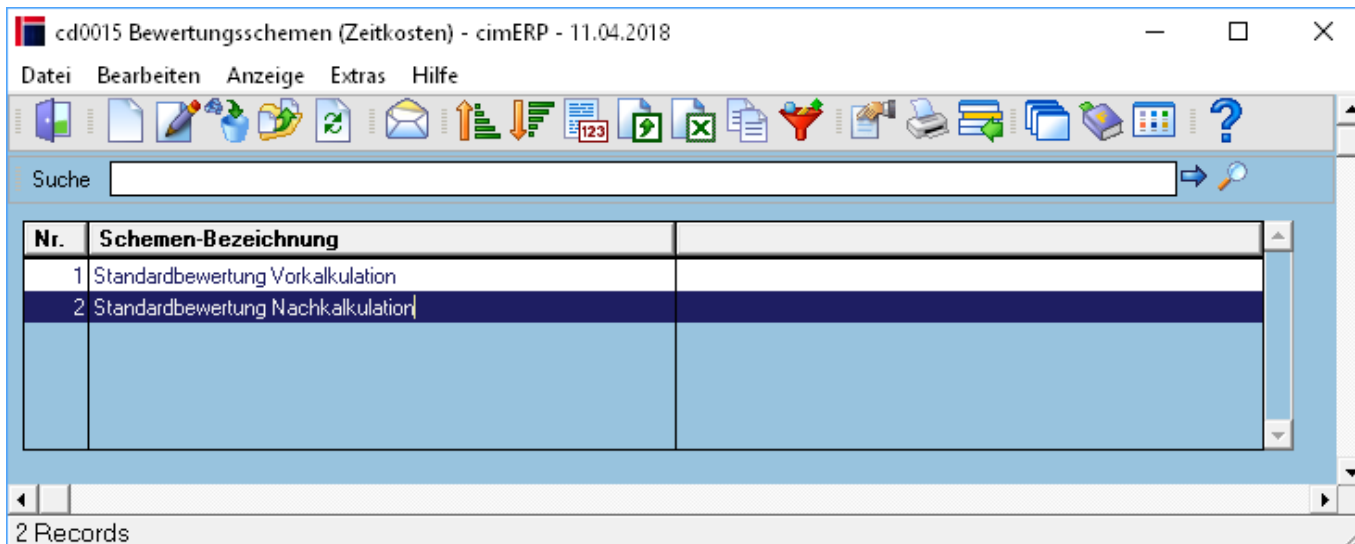 cd0015 Bewertungsschemen (Zeitkosten) - cimERP - 11.04.2018
Datei Bearbeiten Anzeige Extras Hilfe
123
Suche
Nr. Schemen-Bezeichnung
1 Standardbewertung Vorkalkulation
2 Standardbewertung Nachkalkulation
2 Records